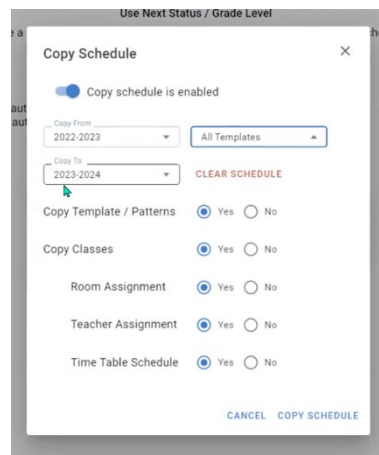 Use Next Status / Grade Level
Copy Schedule
Copy schedule is enabled
aut
aut
Copy From
2022-2023
All Templates
Copy To
2023-2024
CLEAR SCHEDULE
Copy Template / Patterns Yes No
Copy Classes Yes No
Room Assignment Yes No
Teacher Assignment Yes No
Time Table Schedule Yes No
CANCEL COPY SCHEDULE